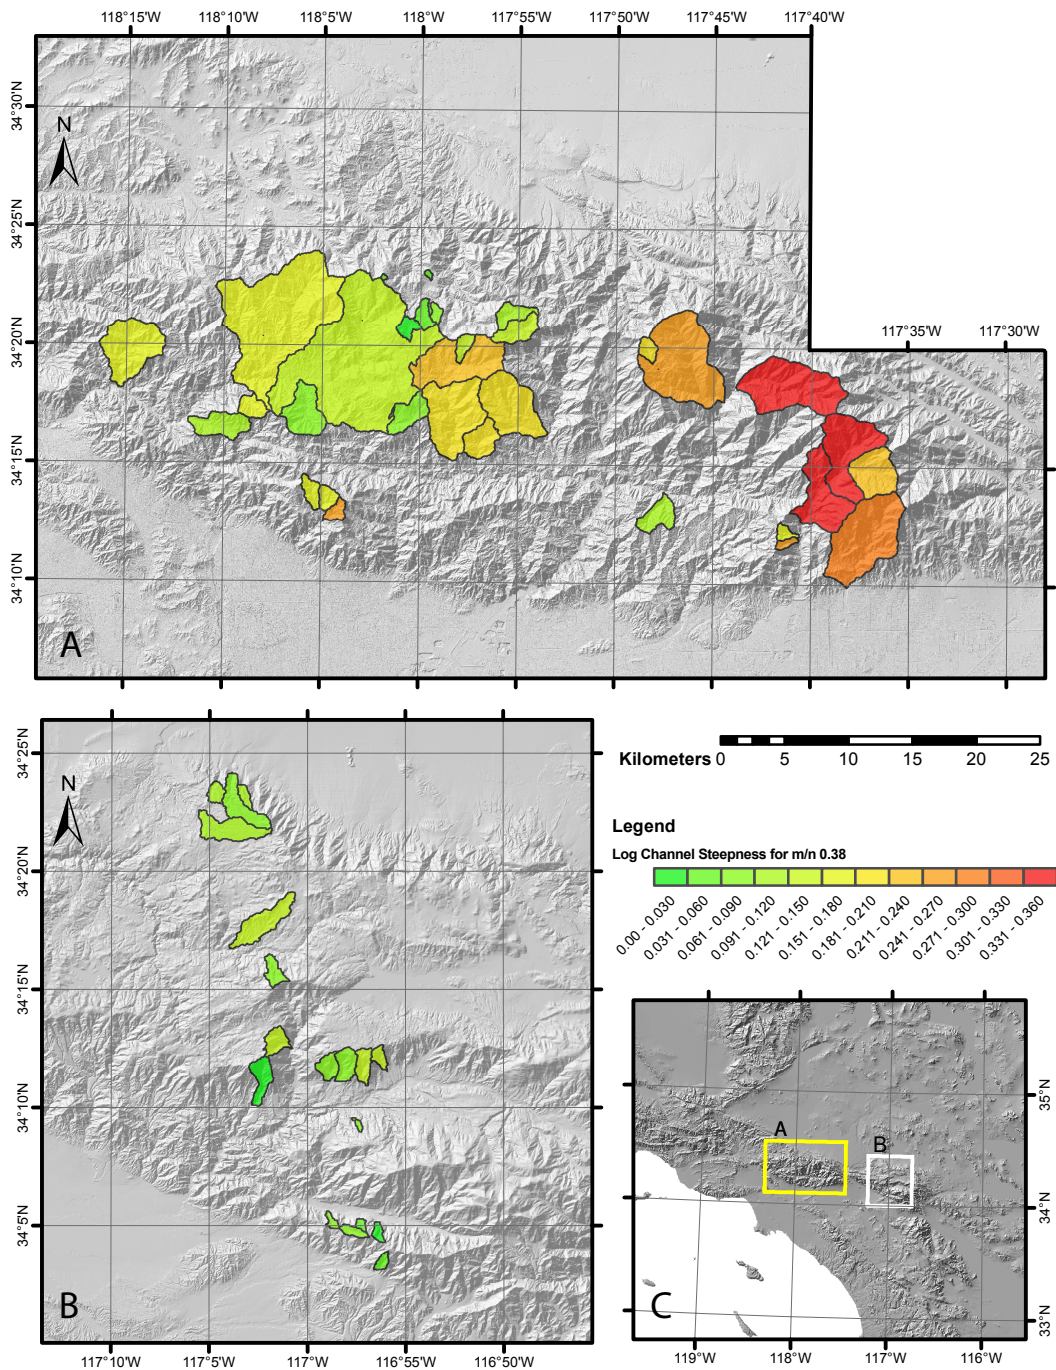 118°10'W 118°5'W 118°W 117°55'W 117°50'W 117°45'W 117°40'W
34°30'N
N
34°25'N
34°20'N
117°35'W 117°30'W
34°15'N
34°10'N
A
34°25'N
N
34°20'N
34°15'N
34°10'N
34°5'N
B
117°10'W 117°5'W 117°W 116°55'W 116°50'W
Kilometers 0 5 10 15 20 25
Legend
Log Channel Steepness for m/n 0.38
0.00 - 0.030
0.031 - 0.060
0.061 - 0.090
0.091 - 0.120
0.121 - 0.150
0.151 - 0.180
0.181 - 0.210
0.211 - 0.240
0.241 - 0.270
0.271 - 0.300
0.301 - 0.330
0.331 - 0.360
35°N
A
B
34°N
C
33°N
119°W 118°W 117°W 116°W